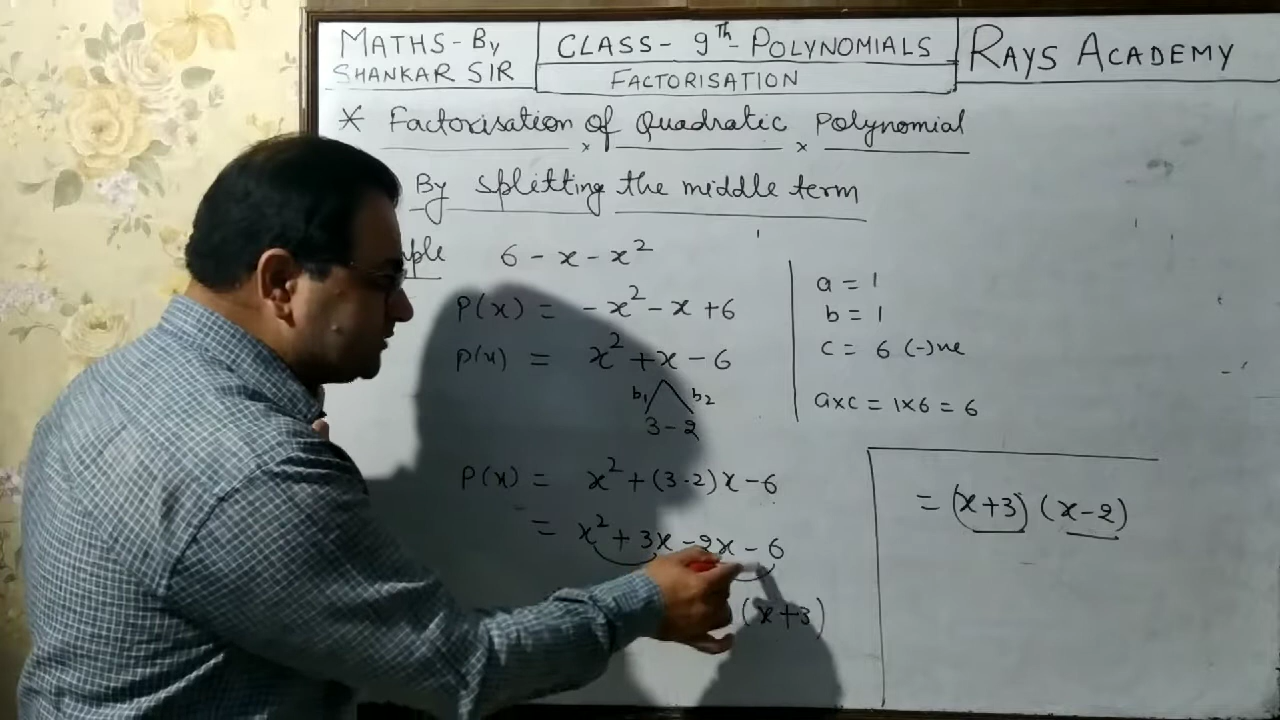 MATHS - BY
SHANKAR SIR
CLASS - 9th - POLYNOMIALS
FACTORISATION
RAYS ACADEMY
* Factorisation of Quadratic Polynomial
By splitting the middle term
6 - x - x²
P(x) = - x² - x + 6
P(x) = x² + x - 6
b₁ b₂
3 - 2
P(x) = x² + (3-2)x - 6
= x² + 3x - 2x - 6
(x+3)
a = 1
b = 1
c = 6 (-)ve
a×c = 1×6 = 6
= (x+3) (x-2)